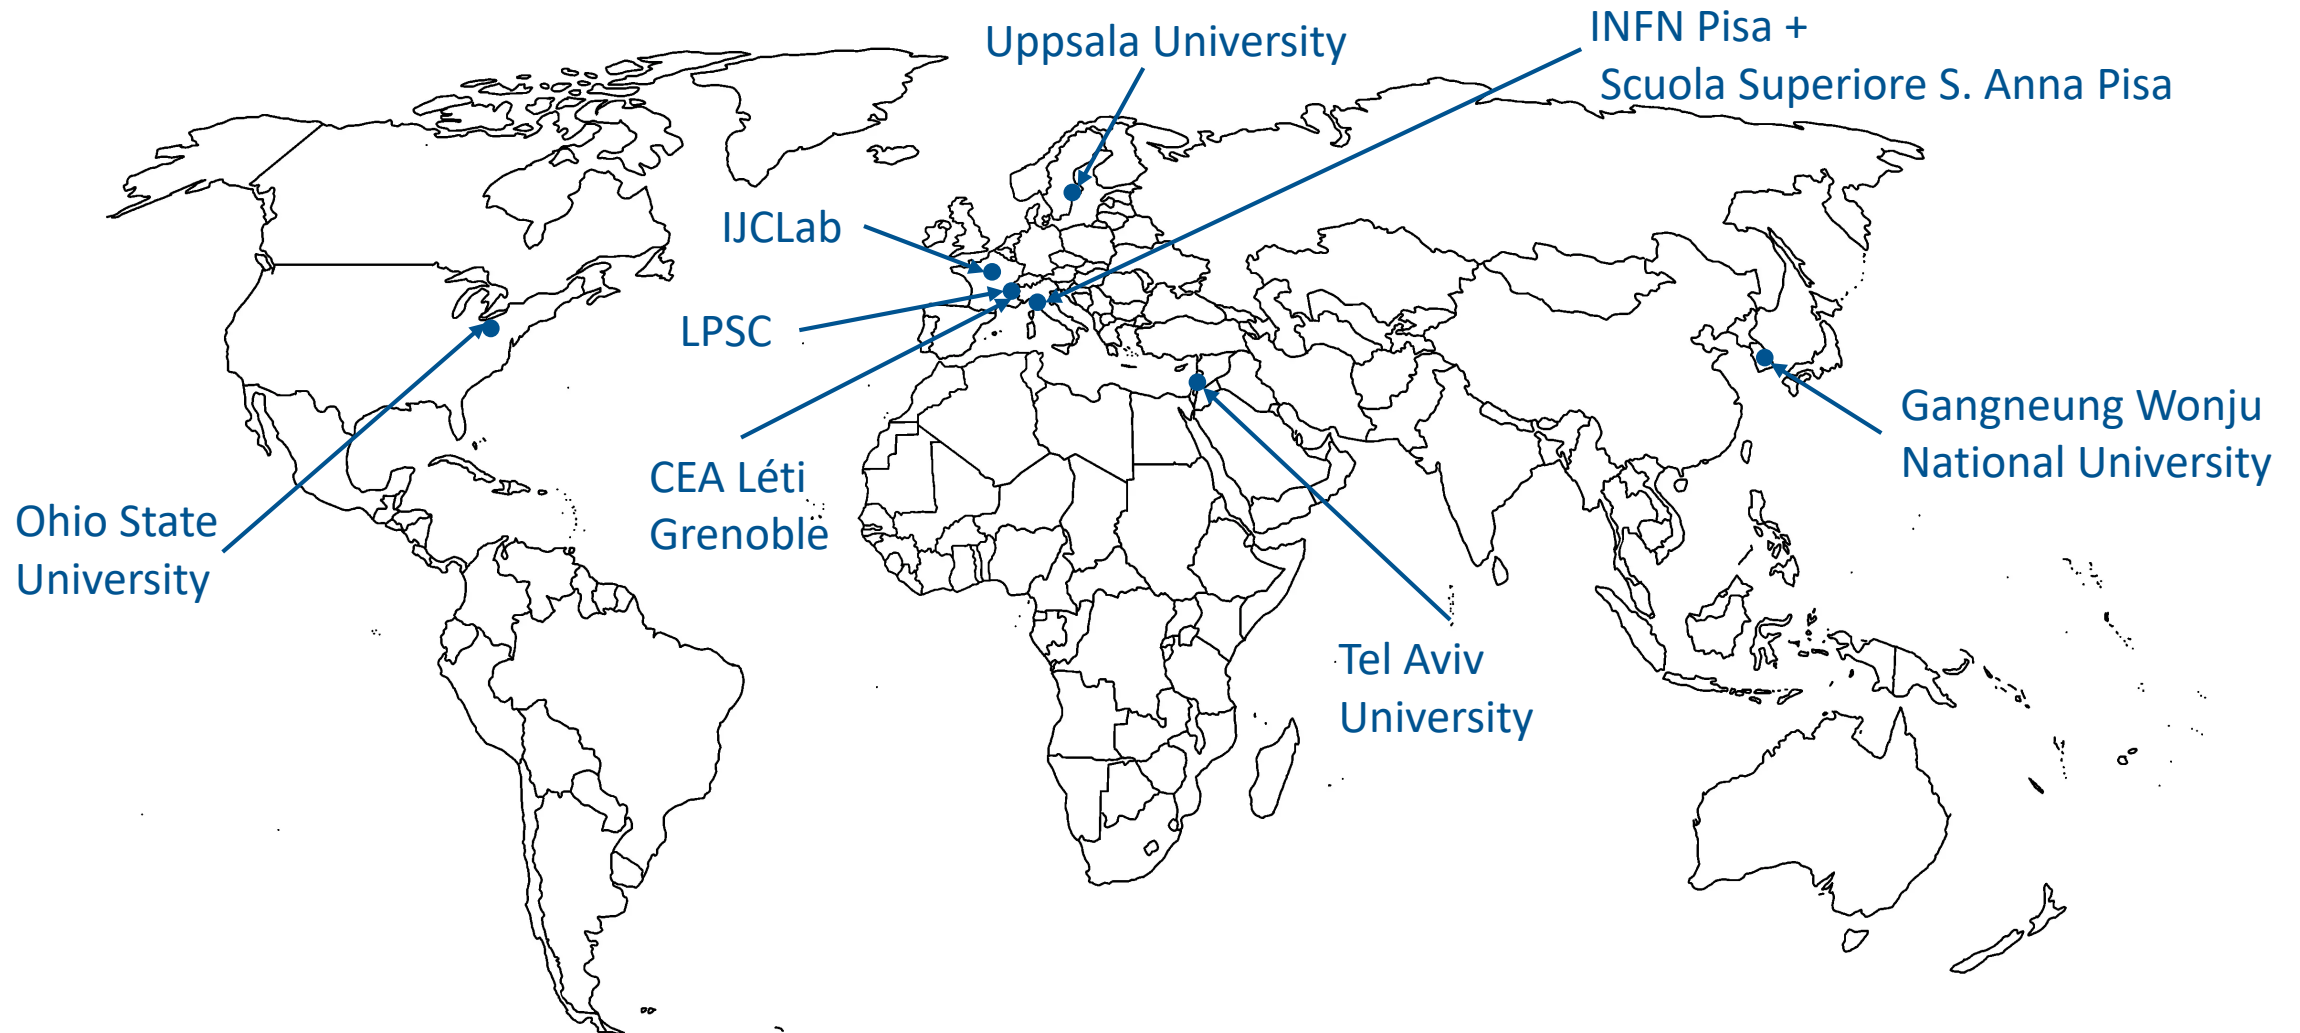 INFN Pisa +
Scuola Superiore S. Anna Pisa
Uppsala University
IJCLab
LPSC
CEA Léti
Grenoble
Ohio State
University
Gangneung Wonju
National University
Tel Aviv
University